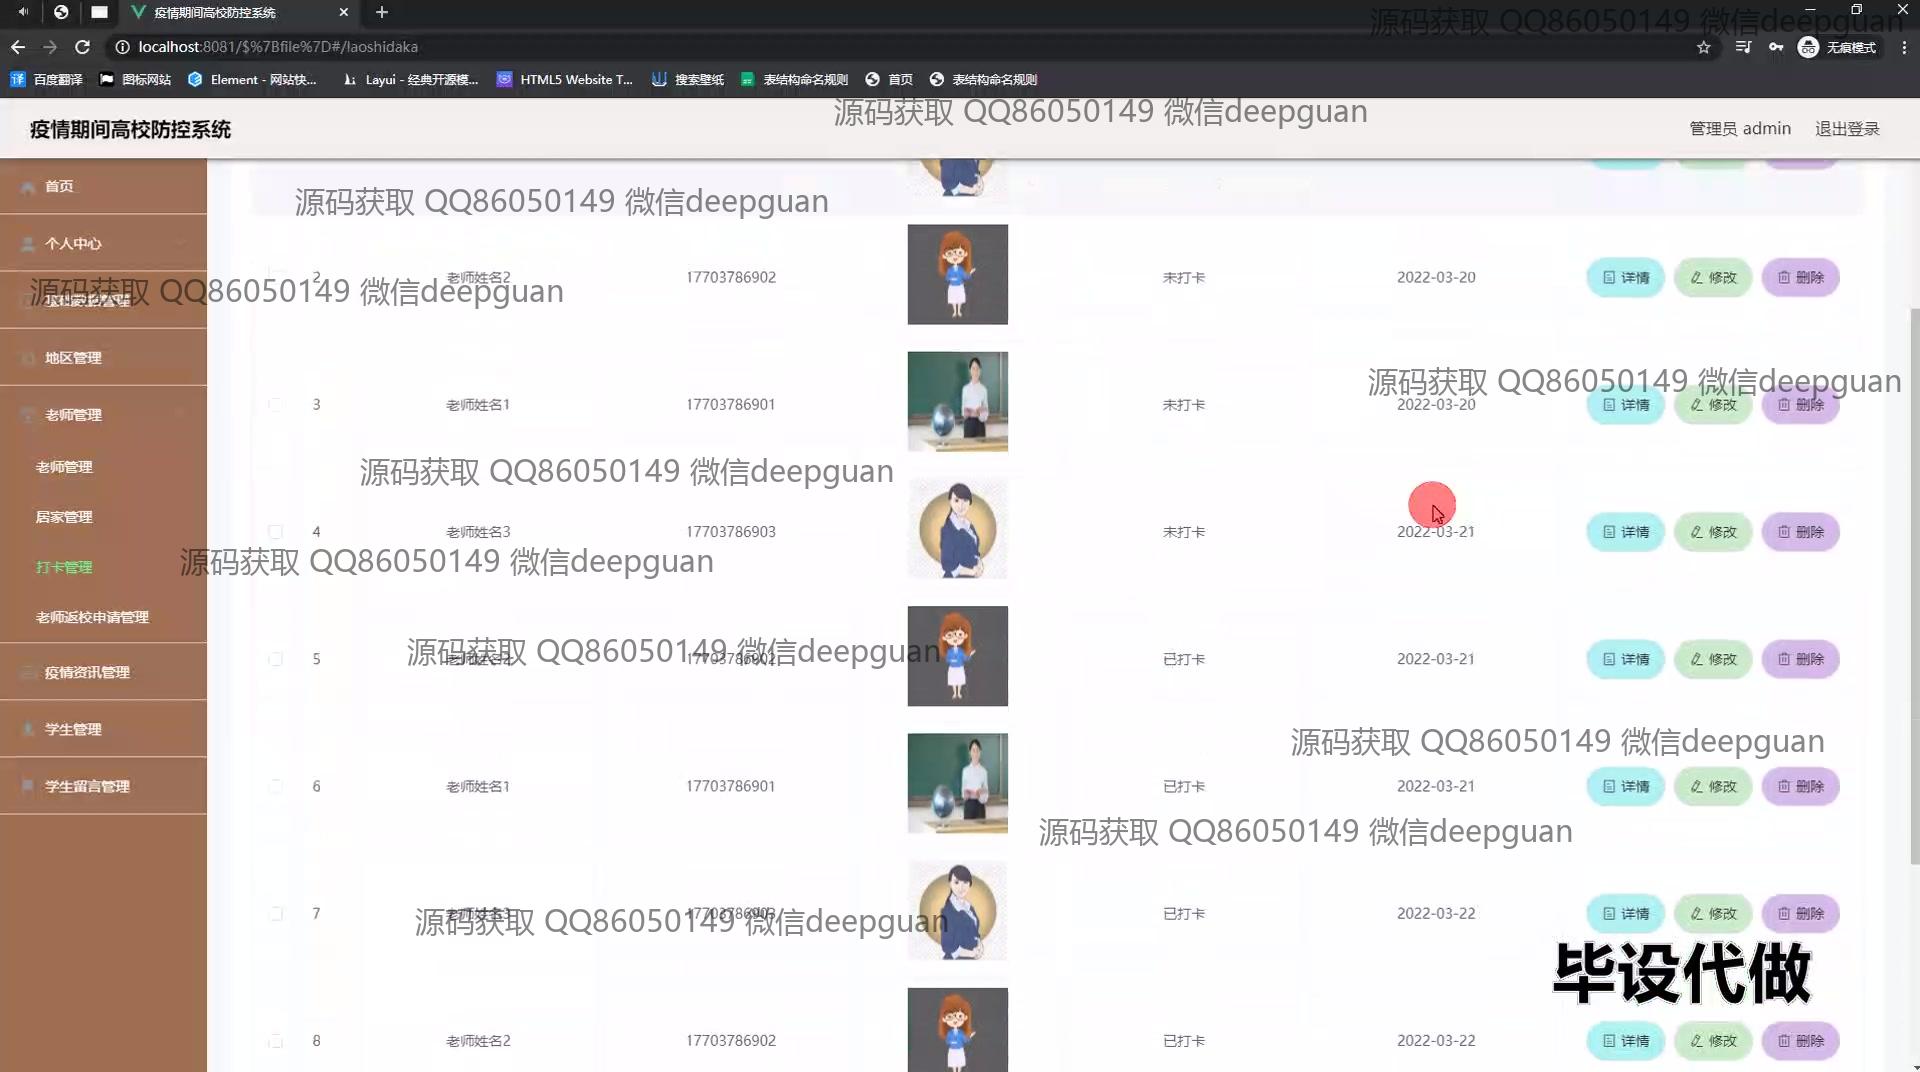 疫情期间高校防控系统
源码获取 QQ86050149 微信deepguan
localhost:8081/$%7Bfile%7D#/laoshidaka
无痕模式
百度翻译
图标网站
Element - 网站快...
Layui - 经典开源模...
HTML5 Website T...
搜索壁纸
表结构命名规则
首页
表结构命名规则
源码获取 QQ86050149 微信deepguan
疫情期间高校防控系统
管理员 admin
退出登录
首页
源码获取 QQ86050149 微信deepguan
个人中心
2 老师姓名2 17703786902 未打卡 2022-03-20 详情 修改 删除
源码获取 QQ86050149 微信deepguan
地区管理
源码获取 QQ86050149 微信deepguan
3 老师姓名1 17703786901 未打卡 2022-03-20 详情 修改 删除
老师管理
老师管理
源码获取 QQ86050149 微信deepguan
居家管理
4 老师姓名3 17703786903 未打卡 2022-03-21 详情 修改 删除
打卡管理
源码获取 QQ86050149 微信deepguan
老师返校申请管理
源码获取 QQ86050149 微信deepguan
5 老师姓名2 17703786902 已打卡 2022-03-21 详情 修改 删除
疫情资讯管理
学生管理
源码获取 QQ86050149 微信deepguan
6 老师姓名1 17703786901 已打卡 2022-03-21 详情 修改 删除
学生留言管理
源码获取 QQ86050149 微信deepguan
7 老师姓名3 17703786903 已打卡 2022-03-22 详情 修改 删除
源码获取 QQ86050149 微信deepguan
毕设代做
8 老师姓名2 17703786902 已打卡 2022-03-22 详情 修改 删除